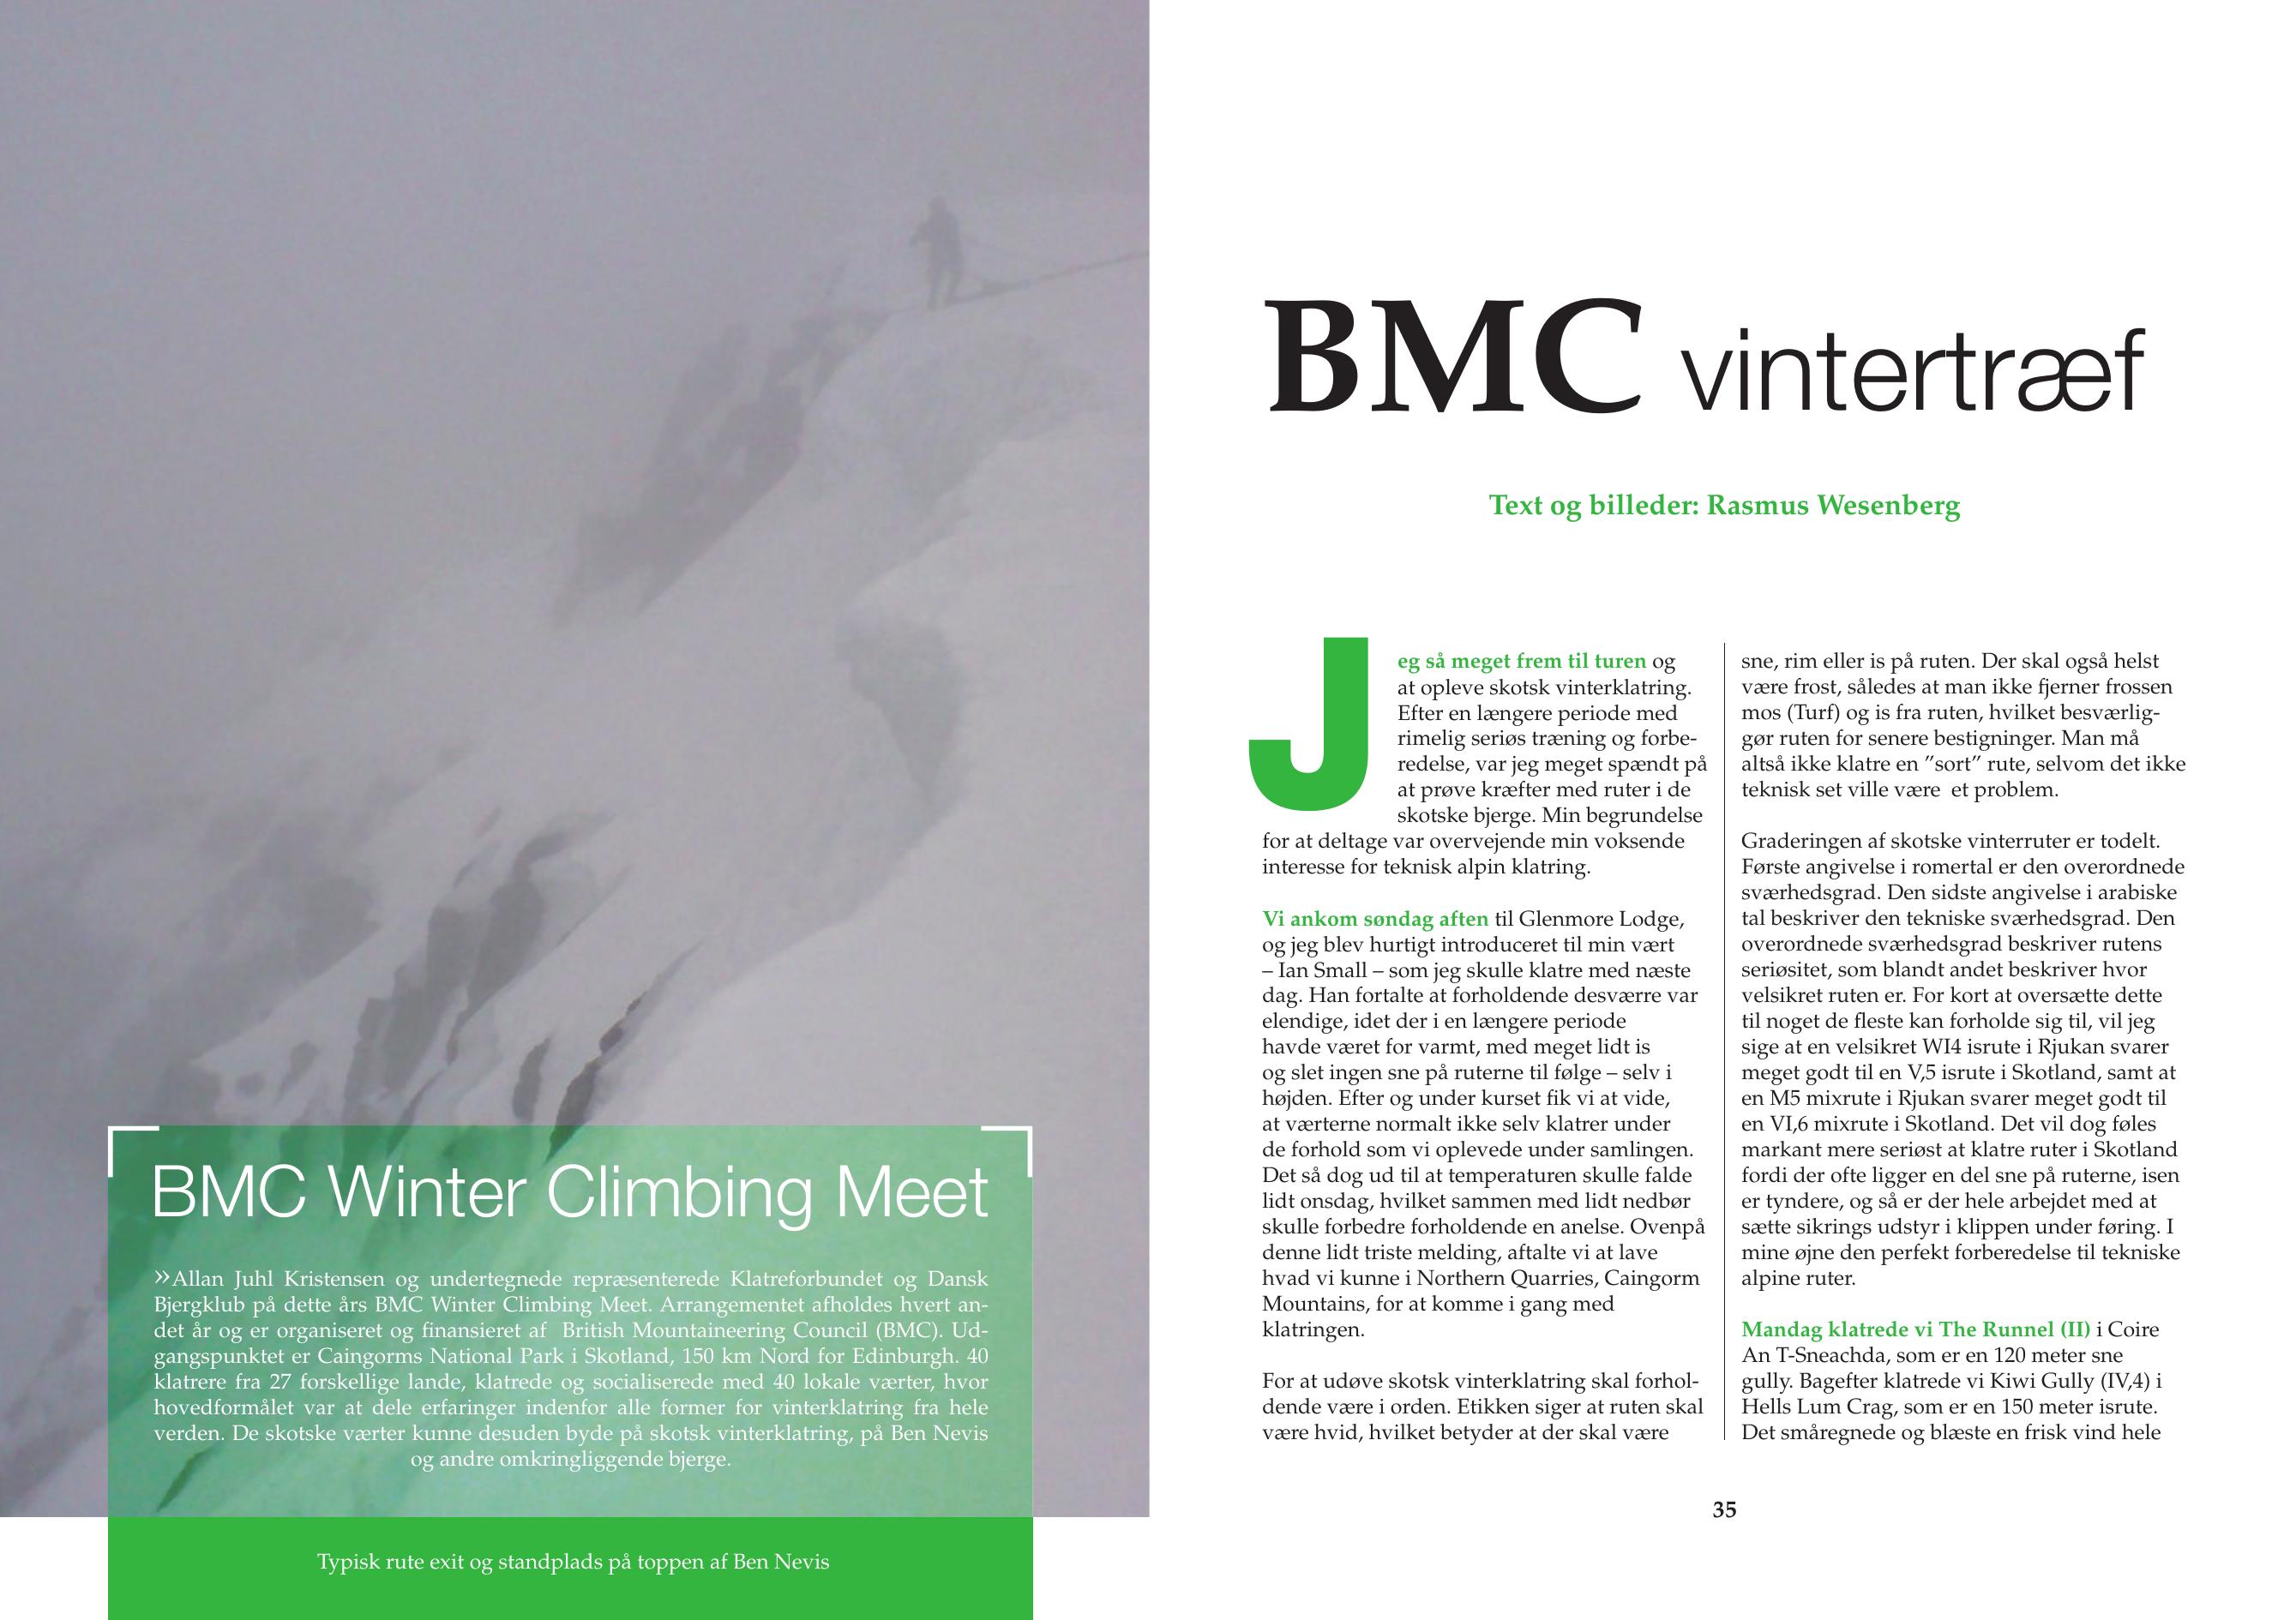 BMC Winter Climbing Meet
»Allan Juhl Kristensen og undertegnede repræsenterede Klatreforbundet og Dansk
Bjergklub på dette års BMC Winter Climbing Meet. Arrangementet afholdes hvert an-
det år og er organiseret og finansieret af  British Mountaineering Council (BMC). Ud-
gangspunktet er Caingorms National Park i Skotland, 150 km Nord for Edinburgh. 40
klatrere fra 27 forskellige lande, klatrede og socialiserede med 40 lokale værter, hvor
hovedformålet var at dele erfaringer indenfor alle former for vinterklatring fra hele
verden. De skotske værter kunne desuden byde på skotsk vinterklatring, på Ben Nevis
og andre omkringliggende bjerge.
Typisk rute exit og standplads på toppen af Ben Nevis
BMC vintertræf
Text og billeder: Rasmus Wesenberg
Jeg så meget frem til turen og
at opleve skotsk vinterklatring.
Efter en længere periode med
rimelig seriøs træning og forbe-
redelse, var jeg meget spændt på
at prøve kræfter med ruter i de
skotske bjerge. Min begrundelse
for at deltage var overvejende min voksende
interesse for teknisk alpin klatring.
Vi ankom søndag aften til Glenmore Lodge,
og jeg blev hurtigt introduceret til min vært
– Ian Small – som jeg skulle klatre med næste
dag. Han fortalte at forholdende desværre var
elendige, idet der i en længere periode
havde været for varmt, med meget lidt is
og slet ingen sne på ruterne til følge – selv i
højden. Efter og under kurset fik vi at vide,
at værterne normalt ikke selv klatrer under
de forhold som vi oplevede under samlingen.
Det så dog ud til at temperaturen skulle falde
lidt onsdag, hvilket sammen med lidt nedbør
skulle forbedre forholdende en anelse. Ovenpå
denne lidt triste melding, aftalte vi at lave
hvad vi kunne i Northern Quarries, Caingorm
Mountains, for at komme i gang med
klatringen.
For at udøve skotsk vinterklatring skal forhol-
dende være i orden. Etikken siger at ruten skal
være hvid, hvilket betyder at der skal være
sne, rim eller is på ruten. Der skal også helst
være frost, således at man ikke fjerner frossen
mos (Turf) og is fra ruten, hvilket besværlig-
gør ruten for senere bestigninger. Man må
altså ikke klatre en ”sort” rute, selvom det ikke
teknisk set ville være  et problem.
Graderingen af skotske vinterruter er todelt.
Første angivelse i romertal er den overordnede
sværhedsgrad. Den sidste angivelse i arabiske
tal beskriver den tekniske sværhedsgrad. Den
overordnede sværhedsgrad beskriver rutens
seriøsitet, som blandt andet beskriver hvor
velsikret ruten er. For kort at oversætte dette
til noget de fleste kan forholde sig til, vil jeg
sige at en velsikret WI4 isrute i Rjukan svarer
meget godt til en V,5 isrute i Skotland, samt at
en M5 mixrute i Rjukan svarer meget godt til
en VI,6 mixrute i Skotland. Det vil dog føles
markant mere seriøst at klatre ruter i Skotland
fordi der ofte ligger en del sne på ruterne, isen
er tyndere, og så er der hele arbejdet med at
sætte sikrings udstyr i klippen under føring. I
mine øjne den perfekt forberedelse til tekniske
alpine ruter.
Mandag klatrede vi The Runnel (II) i Coire
An T-Sneachda, som er en 120 meter sne
gully. Bagefter klatrede vi Kiwi Gully (IV,4) i
Hells Lum Crag, som er en 150 meter isrute.
Det småregnede og blæste en frisk vind hele
35